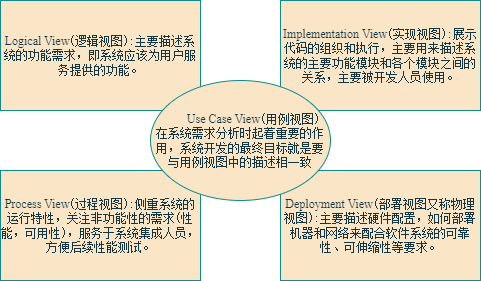 Logical View(逻辑视图):主要描述系
统的功能需求，即系统应该为用户服
务提供的功能。
Implementation View(实现视图):展示
代码的组织和执行，主要用来描述系
统的主要功能模块和各个模块之间的
关系，主要被开发人员使用。
Use Case View(用例视图)
在系统需求分析时起着重要的作
用，系统开发的最终目标就是要
与用例视图中的描述相一致
Process View(过程视图):侧重系统的
运行特性，关注非功能性的需求(性
能，可用性)，服务于系统集成人员，
方便后续性能测试。
Deployment View(部署视图又称物理
视图):主要描述硬件配置，如何部署
机器和网络来配合软件系统的可靠
性、可伸缩性等要求。